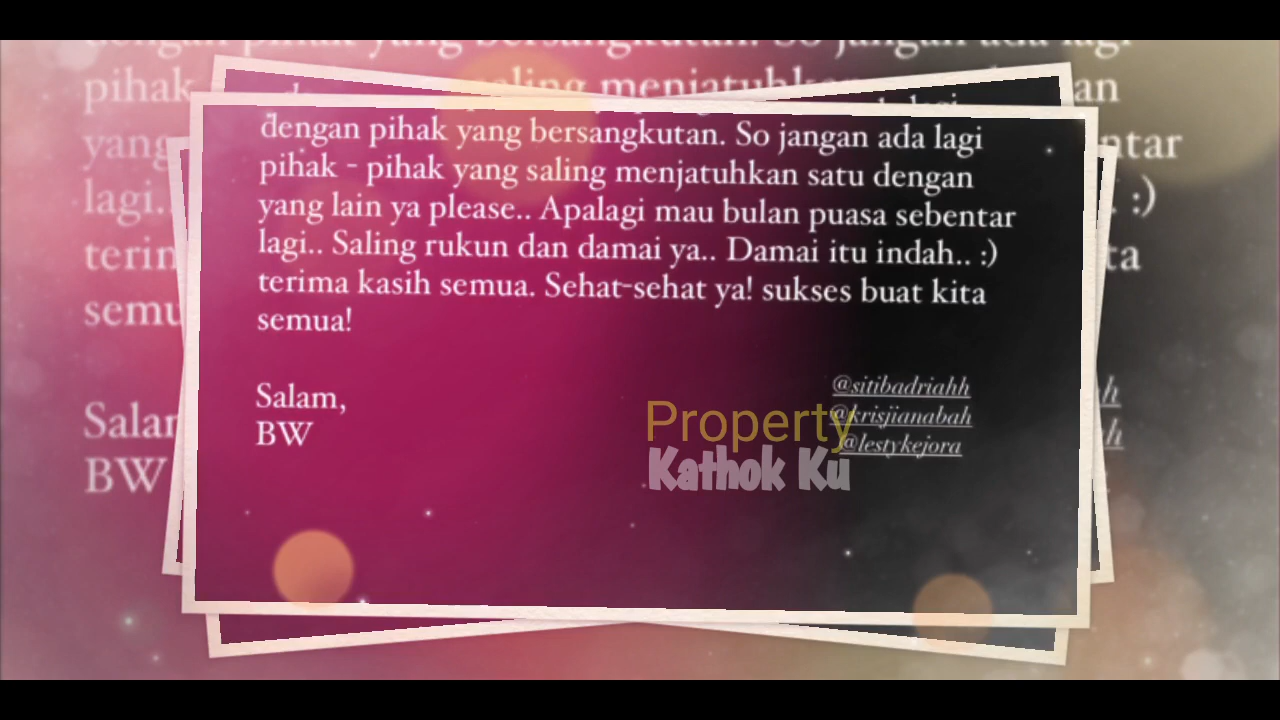 dengan pihak yang bersangkutan. So jangan ada lagi
pihak - pihak yang saling menjatuhkan satu dengan
yang lain ya please.. Apalagi mau bulan puasa sebentar
lagi.. Saling rukun dan damai ya.. Damai itu indah.. :)
terima kasih semua. Sehat-sehat ya! sukses buat kita
semua!
Salam,
BW
@sitibadriahh
@krisjianabah
@lestykejora
Property
Kathok Ku